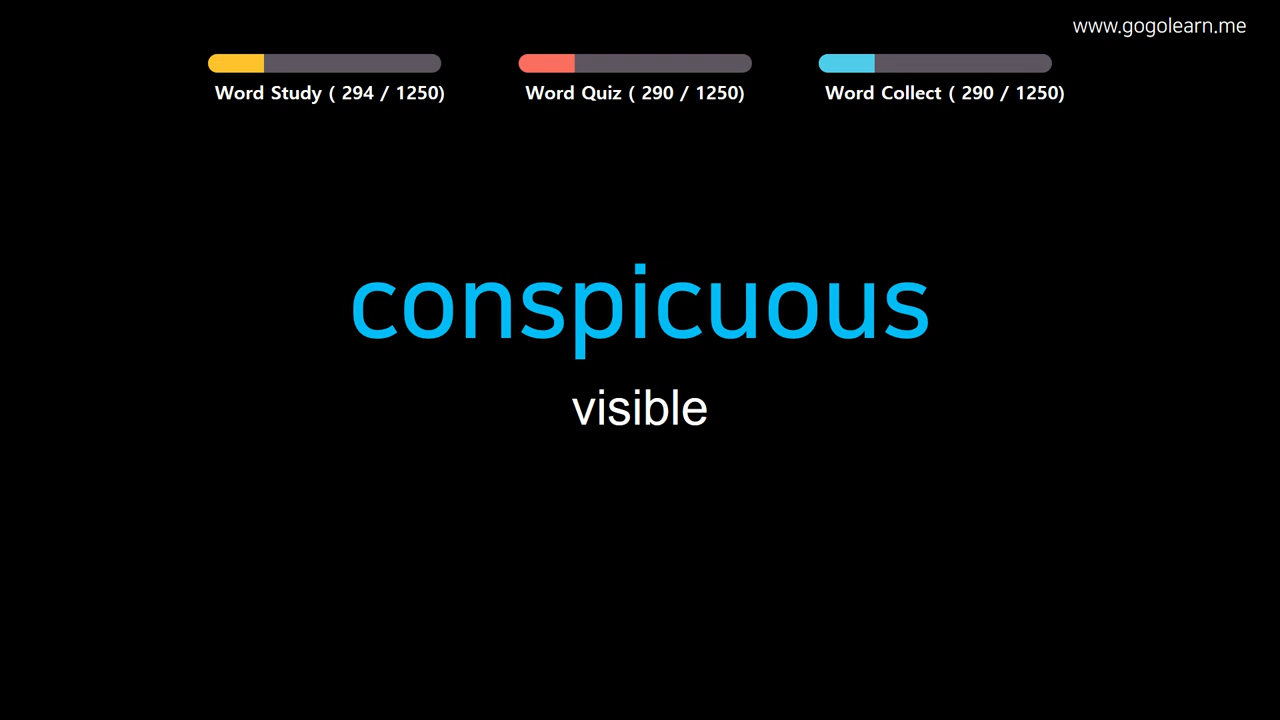 www.gogolearn.me
Word Study ( 294 / 1250)
Word Quiz ( 290 / 1250)
Word Collect ( 290 / 1250)
conspicuous
visible